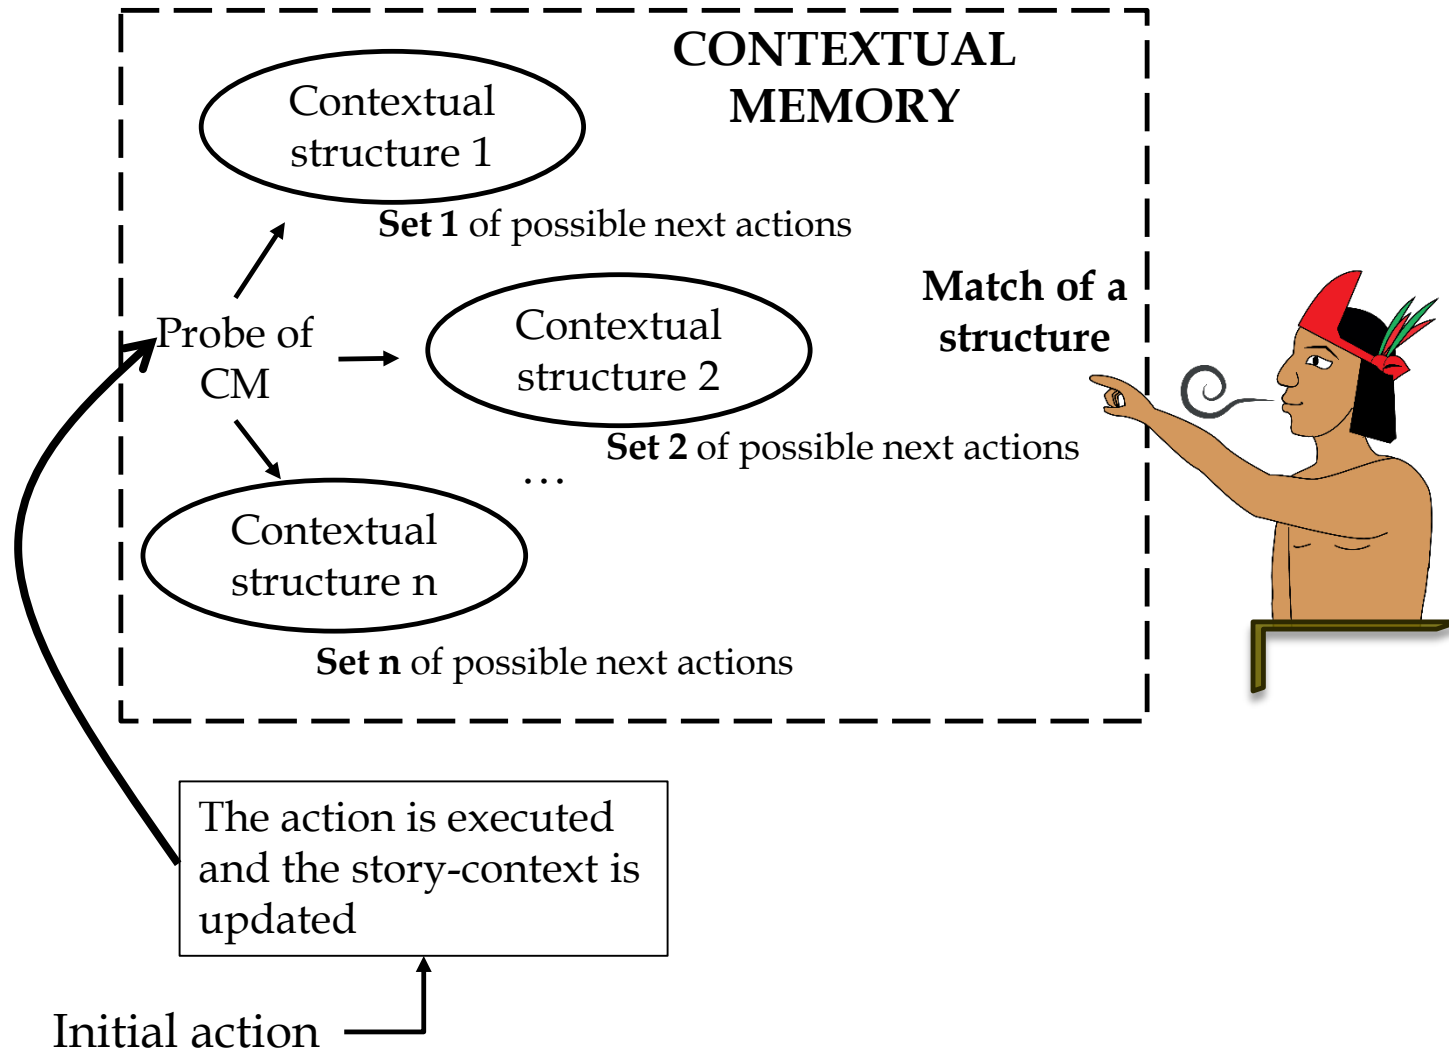 CONTEXTUAL
MEMORY
Contextual
structure 1
Set 1 of possible next actions
Match of a
structure
Probe of
CM
Contextual
structure 2
Set 2 of possible next actions
…
Contextual
structure n
Set n of possible next actions
The action is executed
and the story-context is
updated
Initial action